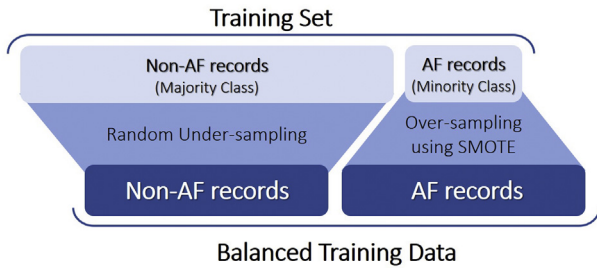 Training Set
Non-AF records
(Majority Class)
AF records
(Minority Class)
Random Under-sampling
Over-sampling
using SMOTE
Non-AF records
AF records
Balanced Training Data